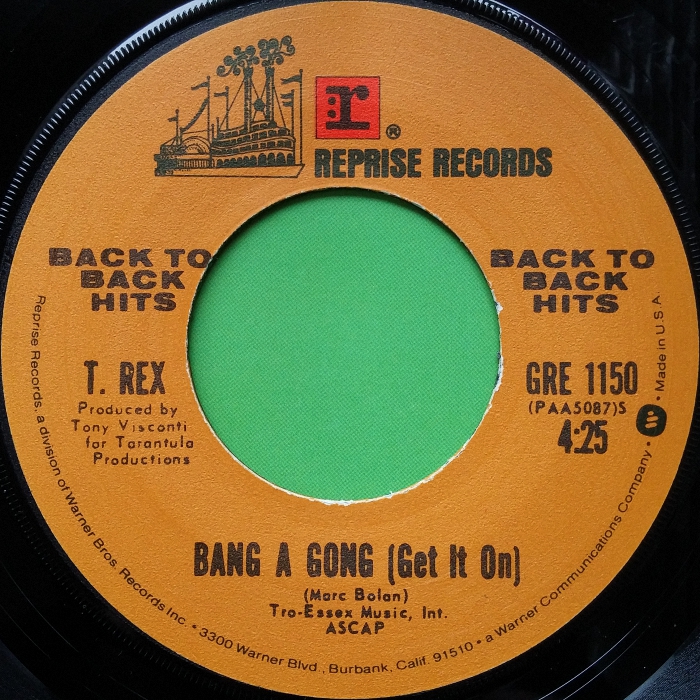 r®
REPRISE RECORDS
BACK TO
BACK
HITS
BACK TO
BACK
HITS
T. REX
Produced by
Tony Visconti
for Tarantula
Productions
GRE 1150
(PAA5087)S
4:25
BANG A GONG (Get It On)
(Marc Bolan)
Tro-Essex Music, Int.
ASCAP
Reprise Records, a division of Warner Bros. Records Inc. • 3300 Warner Blvd., Burbank, Calif. 91510 • a Warner Communications Company • • Made in U.S.A.